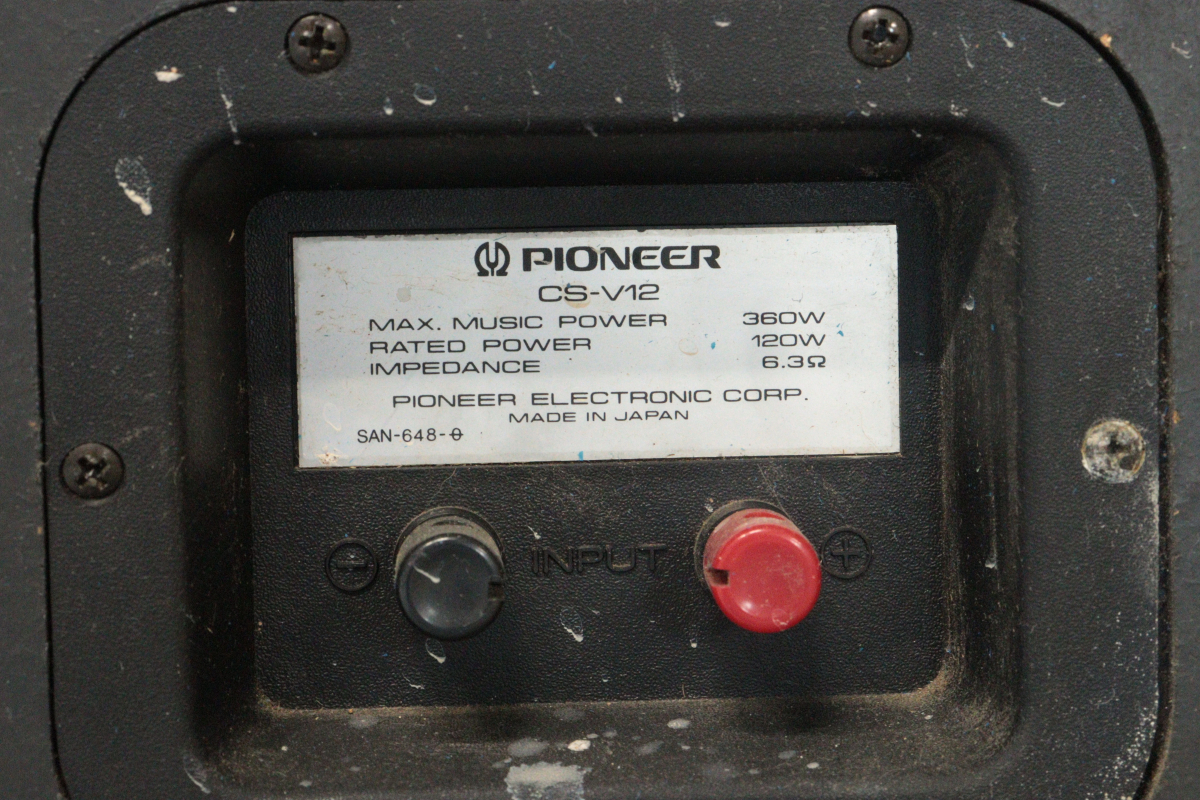 PIONEER
CS-V12
MAX. MUSIC POWER 360W
RATED POWER 120W
IMPEDANCE 6.3Ω
PIONEER ELECTRONIC CORP.
MADE IN JAPAN
SAN-648-0
⊖ INPUT ⊕